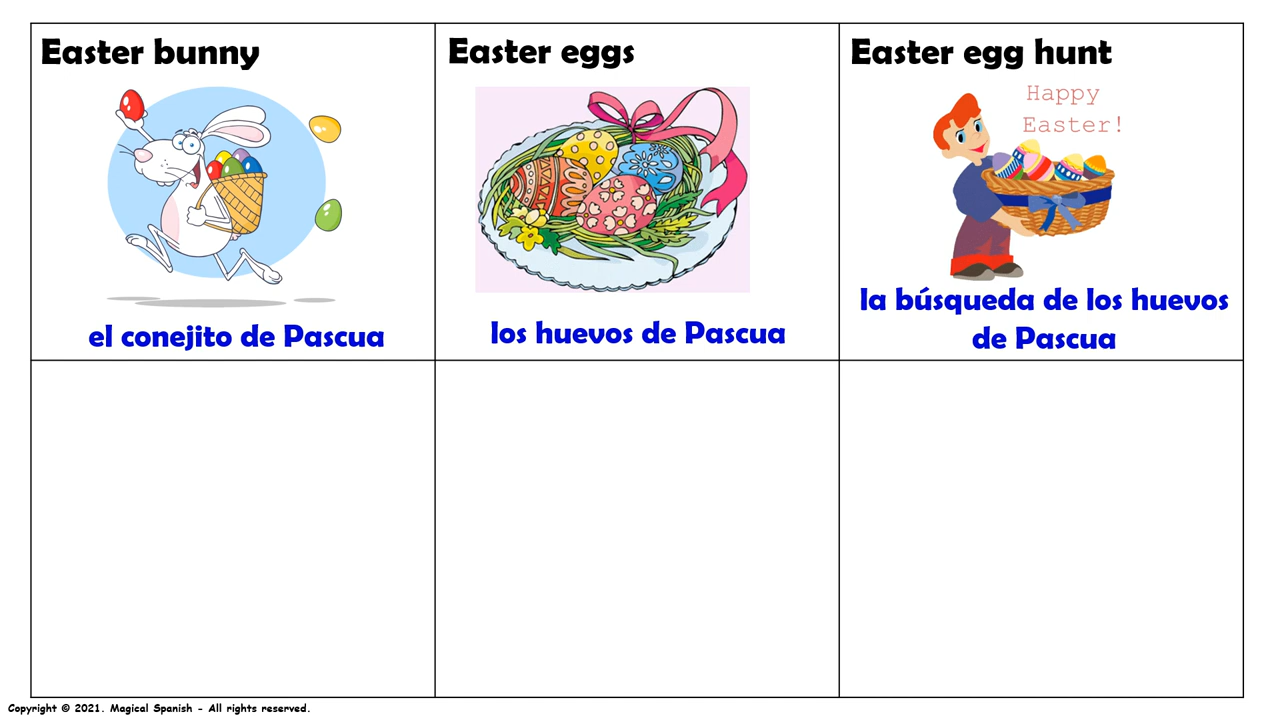 Easter bunny
el conejito de Pascua
Easter eggs
los huevos de Pascua
Easter egg hunt
Happy
Easter!
la búsqueda de los huevos
de Pascua
Copyright © 2021. Magical Spanish - All rights reserved.